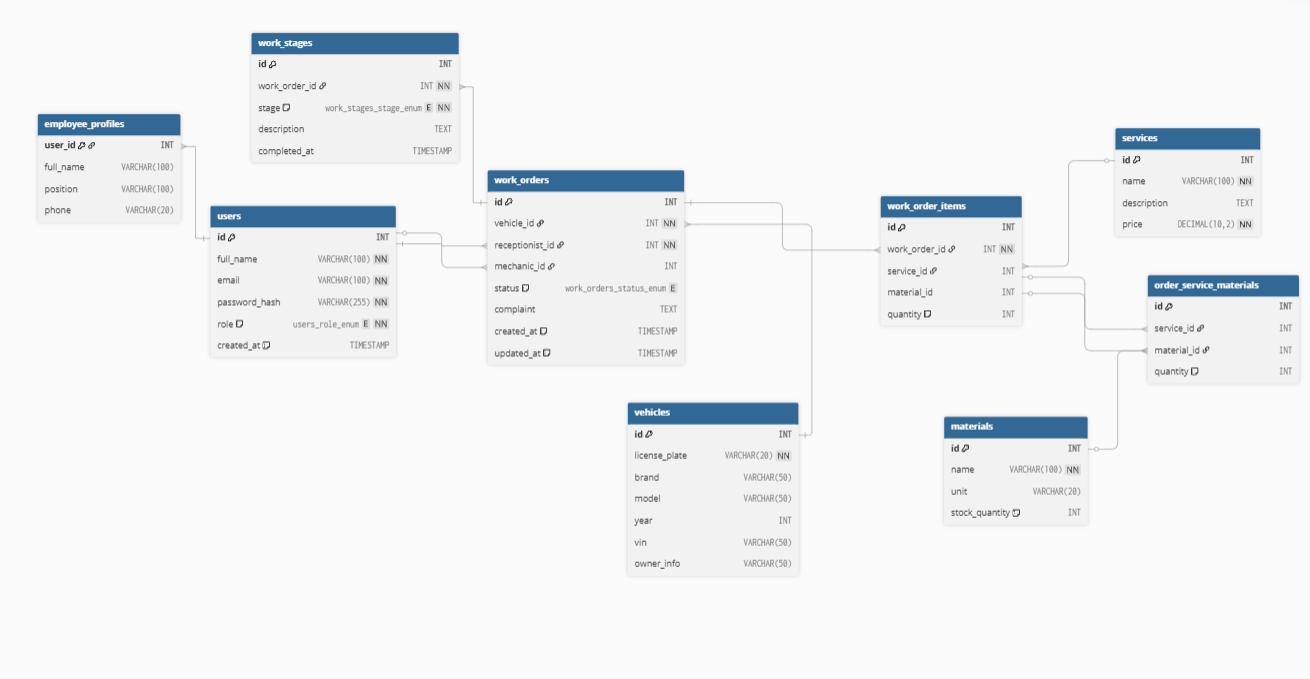 work_stages
id INT
work_order_id INT NN
stage work_stages_stage_enum E NN
description TEXT
completed_at TIMESTAMP
employee_profiles
user_id INT
full_name VARCHAR(100)
position VARCHAR(100)
phone VARCHAR(20)
users
id INT
full_name VARCHAR(100) NN
email VARCHAR(100) NN
password_hash VARCHAR(255) NN
role users_role_enum E NN
created_at TIMESTAMP
work_orders
id INT
vehicle_id INT NN
receptionist_id INT NN
mechanic_id INT
status work_orders_status_enum E
complaint TEXT
created_at TIMESTAMP
updated_at TIMESTAMP
vehicles
id INT
license_plate VARCHAR(20) NN
brand VARCHAR(50)
model VARCHAR(50)
year INT
vin VARCHAR(50)
owner_info VARCHAR(50)
work_order_items
id INT
work_order_id INT NN
service_id INT
material_id INT
quantity INT
services
id INT
name VARCHAR(100) NN
description TEXT
price DECIMAL(10,2) NN
order_service_materials
id INT
service_id INT
material_id INT
quantity INT
materials
id INT
name VARCHAR(100) NN
unit VARCHAR(20)
stock_quantity INT